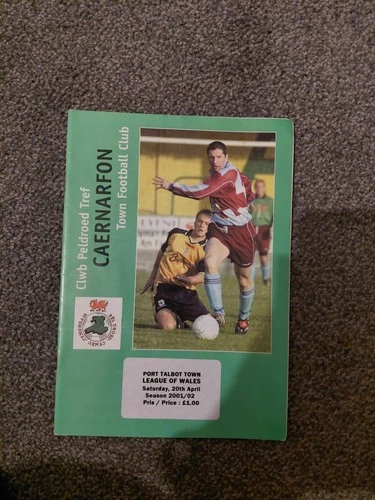 Clwb Peldroed Tref
CAERNARFON
Town Football Club
PORT TALBOT TOWN
LEAGUE OF WALES
Saturday, 20th April
Season 2001/02
Pris / Price : £1.00